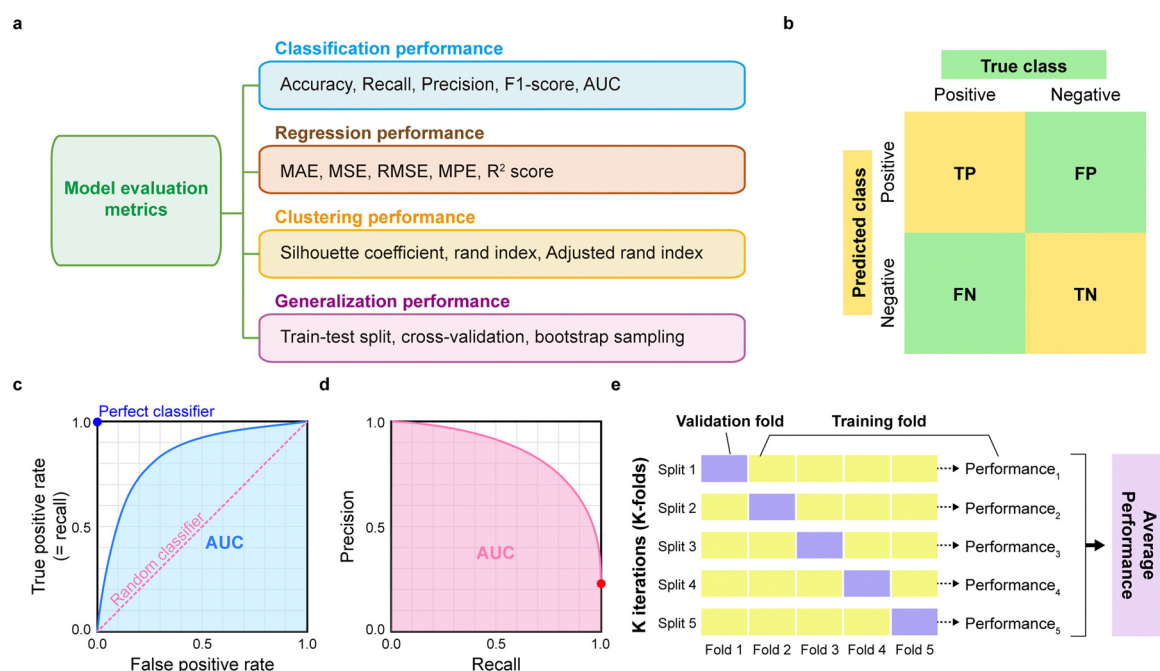 a
Classification performance
Accuracy, Recall, Precision, F1-score, AUC
Regression performance
MAE, MSE, RMSE, MPE, R² score
Model evaluation
metrics
Clustering performance
Silhouette coefficient, rand index, Adjusted rand index
Generalization performance
Train-test split, cross-validation, bootstrap sampling
b
True class
Positive Negative
Predicted class
Positive
Negative
TP FP
FN TN
c
Perfect classifier
True positive rate
(= recall)
1.0
0.5
0.0
Random classifier
AUC
0.0 0.5 1.0
False positive rate
d
Precision
1.0
0.5
0.0
AUC
0.0 0.5 1.0
Recall
e
Validation fold Training fold
K iterations (K-folds)
Split 1 Performance₁
Split 2 Performance₂
Split 3 Performance₃
Split 4 Performance₄
Split 5 Performance₅
Fold 1 Fold 2 Fold 3 Fold 4 Fold 5
Average
Performance